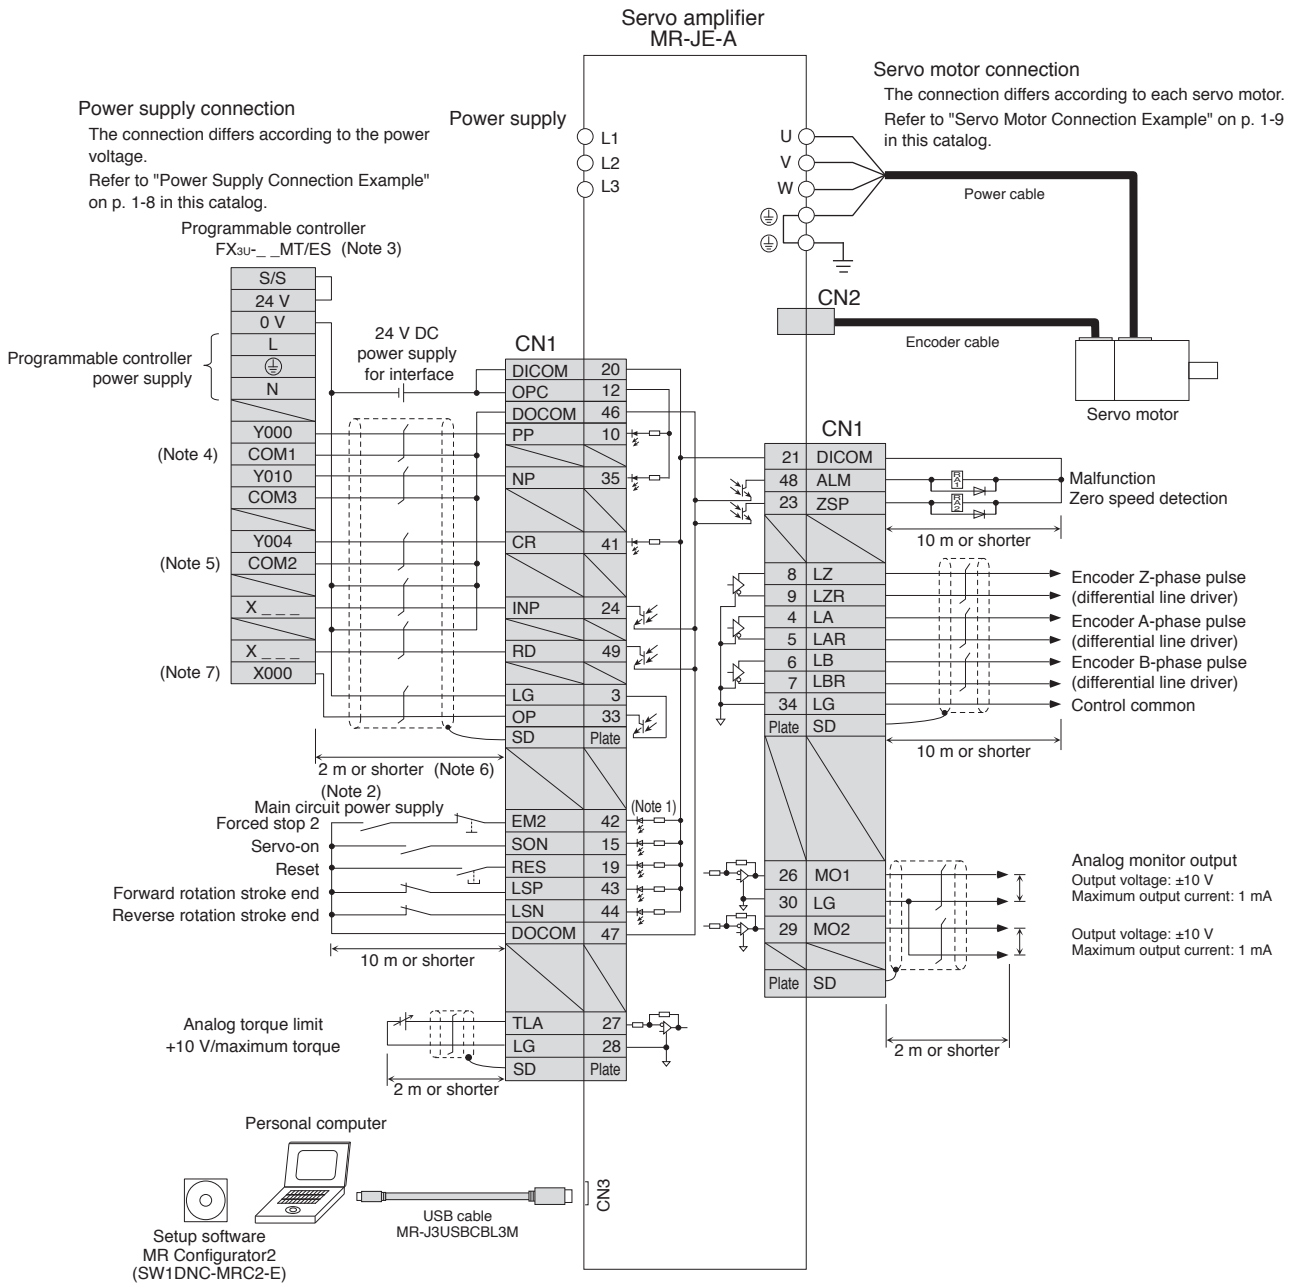 Servo amplifier
MR-JE-A
Servo motor connection
The connection differs according to each servo motor.
Refer to "Servo Motor Connection Example" on p. 1-9
in this catalog.
Power supply connection
The connection differs according to the power
voltage.
Refer to "Power Supply Connection Example"
on p. 1-8 in this catalog.
Power supply
L1
L2
L3
U
V
W
Power cable
CN2
Encoder cable
Servo motor
Programmable controller
FX3U-_ _MT/ES (Note 3)
S/S
24 V
0 V
L
N
Programmable controller
power supply
Y000
(Note 4) COM1
Y010
COM3
Y004
(Note 5) COM2
X _ _ _
X _ _ _
(Note 7) X000
24 V DC
power supply
for interface
CN1
DICOM 20
OPC 12
DOCOM 46
PP 10
NP 35
CR 41
INP 24
RD 49
LG 3
OP 33
SD Plate
2 m or shorter (Note 6)
(Note 2)
Main circuit power supply
(Note 1)
Forced stop 2 EM2 42
Servo-on SON 15
Reset RES 19
Forward rotation stroke end LSP 43
Reverse rotation stroke end LSN 44
DOCOM 47
10 m or shorter
Analog torque limit
+10 V/maximum torque
TLA 27
LG 28
SD Plate
2 m or shorter
CN1
21 DICOM
48 ALM
23 ZSP
RA1
RA2
Malfunction
Zero speed detection
10 m or shorter
8 LZ
9 LZR
4 LA
5 LAR
6 LB
7 LBR
34 LG
Plate SD
Encoder Z-phase pulse
(differential line driver)
Encoder A-phase pulse
(differential line driver)
Encoder B-phase pulse
(differential line driver)
Control common
10 m or shorter
26 MO1
30 LG
29 MO2
Plate SD
Analog monitor output
Output voltage: ±10 V
Maximum output current: 1 mA
Output voltage: ±10 V
Maximum output current: 1 mA
2 m or shorter
Personal computer
CN3
USB cable
MR-J3USBCBL3M
Setup software
MR Configurator2
(SW1DNC-MRC2-E)